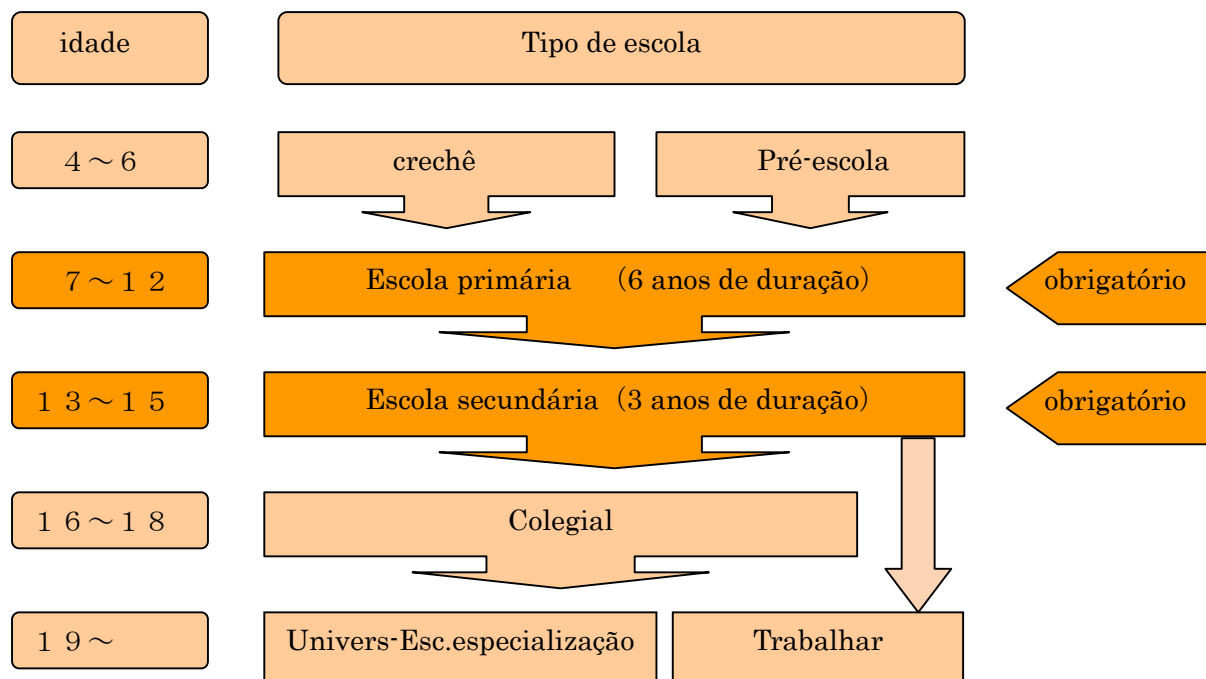 idade
Tipo de escola
４～６
crechê
Pré-escola
７～１２
Escola primária （6 anos de duração）
obrigatório
１３～１５
Escola secundária（3 anos de duração）
obrigatório
１６～１８
Colegial
１９～
Univers-Esc.especialização
Trabalhar